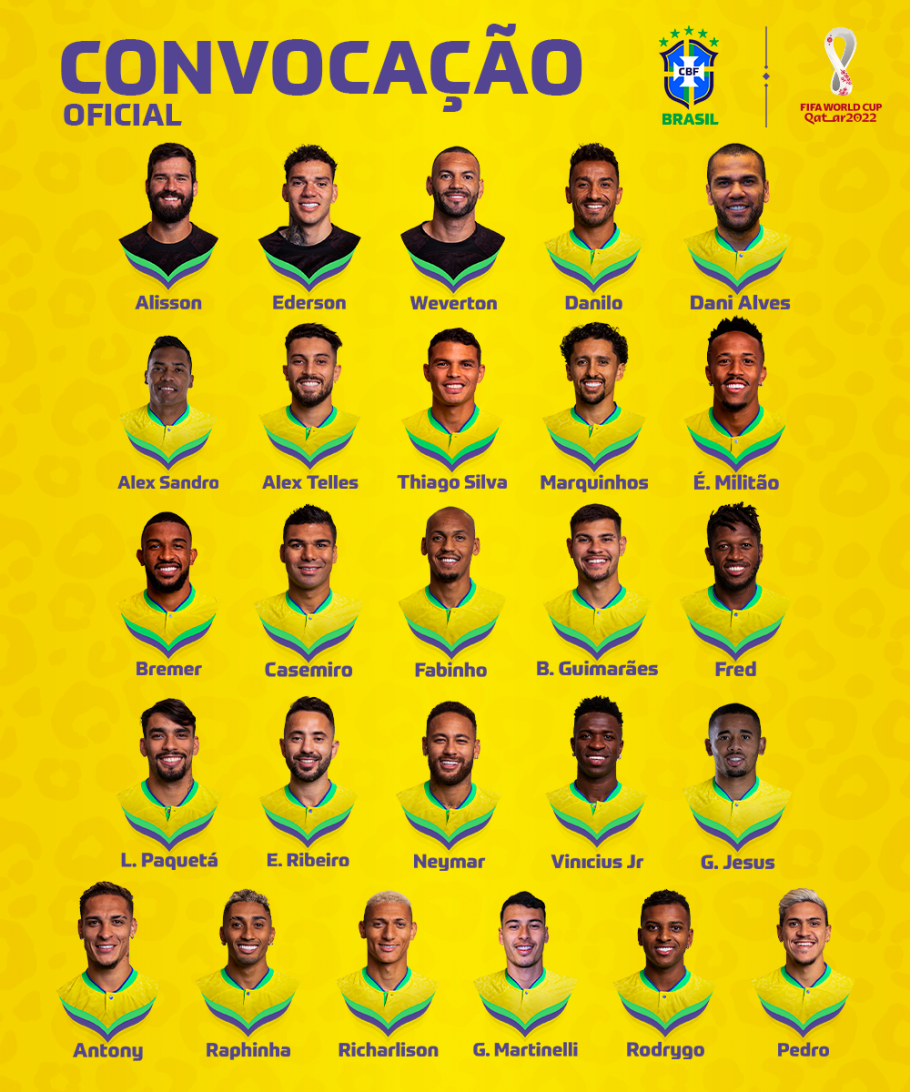 CONVOCAÇÃO
OFICIAL
CBF
BRASIL
FIFA WORLD CUP
Qatar2022
Alisson
Ederson
Weverton
Danilo
Dani Alves
Alex Sandro
Alex Telles
Thiago Silva
Marquinhos
É. Militão
Bremer
Casemiro
Fabinho
B. Guimarães
Fred
L. Paquetá
E. Ribeiro
Neymar
Vinicius Jr
G. Jesus
Antony
Raphinha
Richarlison
G. Martinelli
Rodrygo
Pedro